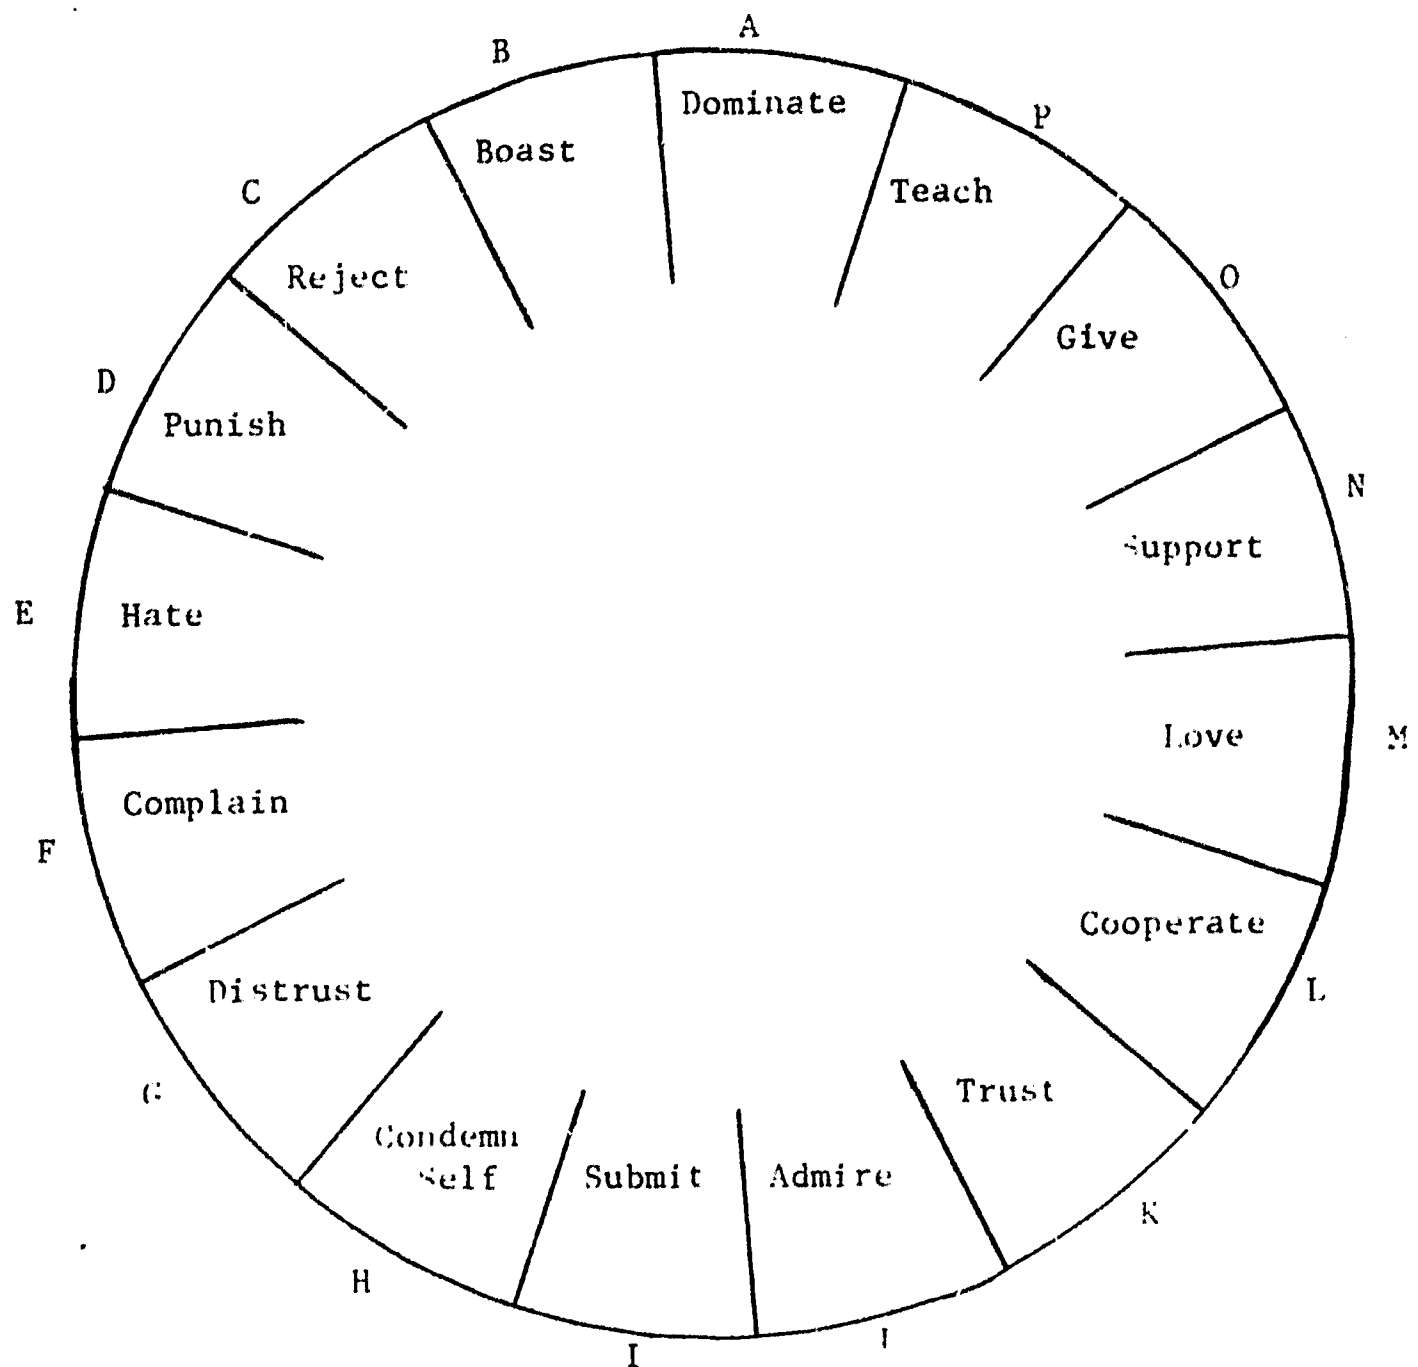 A
B
Dominate
P
Boast
Teach
C
O
Reject
Give
D
Punish
N
Support
E
Hate
M
Love
Complain
F
Cooperate
L
Distrust
G
Trust
Condemn
Self
Submit
Admire
K
H
I